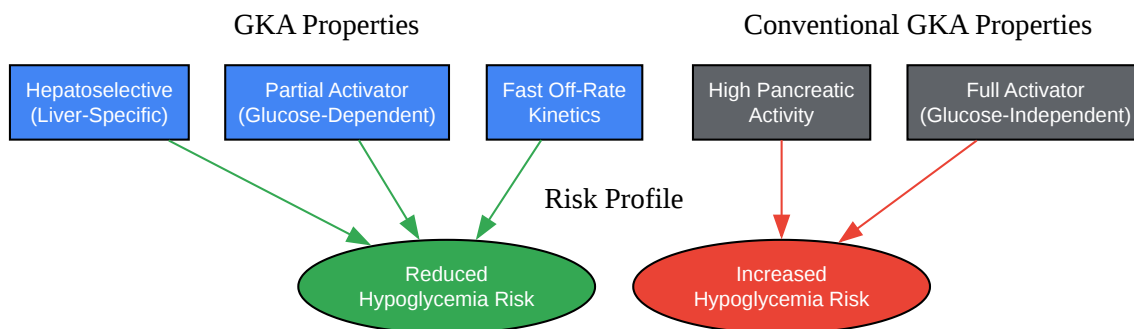 GKA Properties
Conventional GKA Properties
Hepatoselective
(Liver-Specific)
Partial Activator
(Glucose-Dependent)
Fast Off-Rate
Kinetics
High Pancreatic
Activity
Full Activator
(Glucose-Independent)
Risk Profile
Reduced
Hypoglycemia Risk
Increased
Hypoglycemia Risk